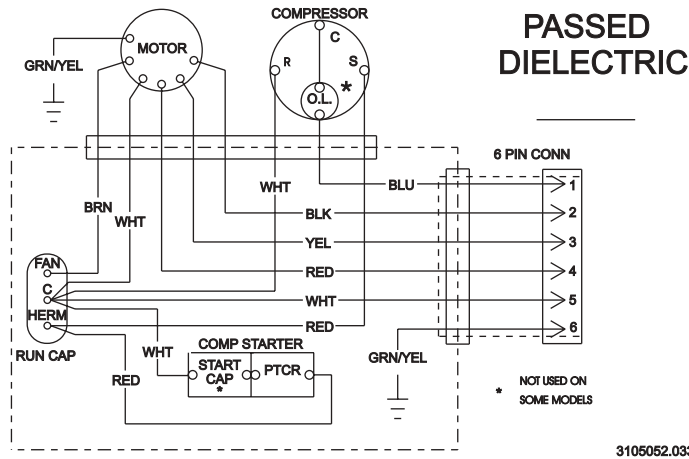 COMPRESSOR
PASSED
DIELECTRIC
MOTOR
C
R
S
GRN/YEL
O.L.
*
6 PIN CONN
WHT
BLU
1
BRN
WHT
BLK
2
YEL
3
FAN
RED
4
C
WHT
5
HERM
RED
6
RUN CAP
WHT
COMP STARTER
GRN/YEL
RED
START
CAP
*
PTCR
* NOT USED ON
SOME MODELS
3105052.033